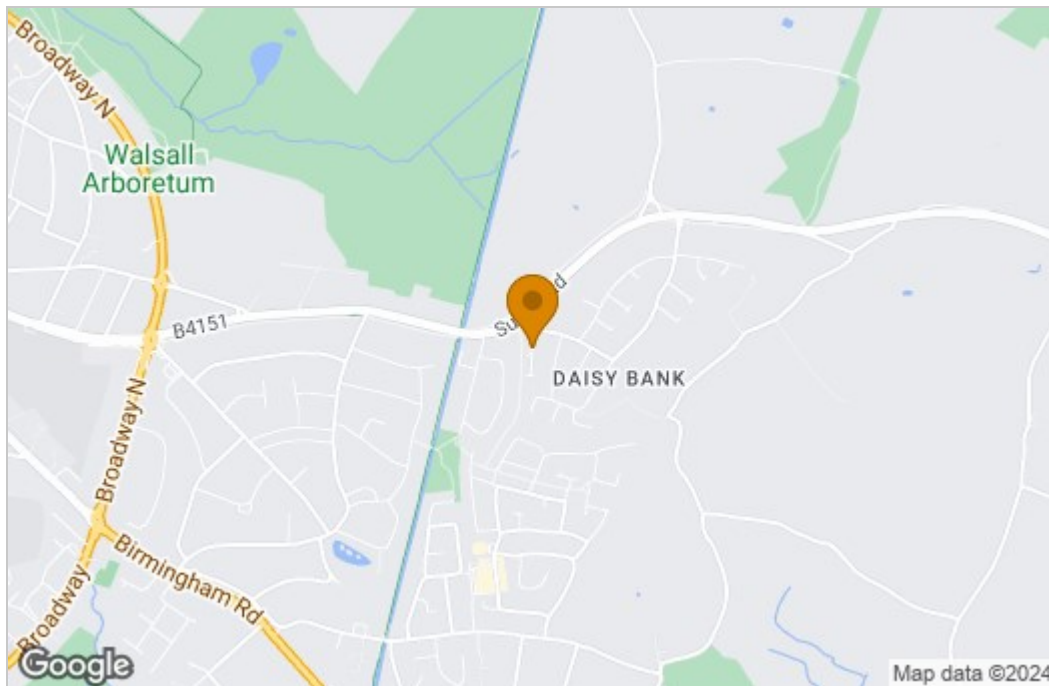 Broadway N
Walsall
Arboretum
B4151
DAISY BANK
Broadway N
Birmingham Rd
Broadway
Google
Map data ©2024